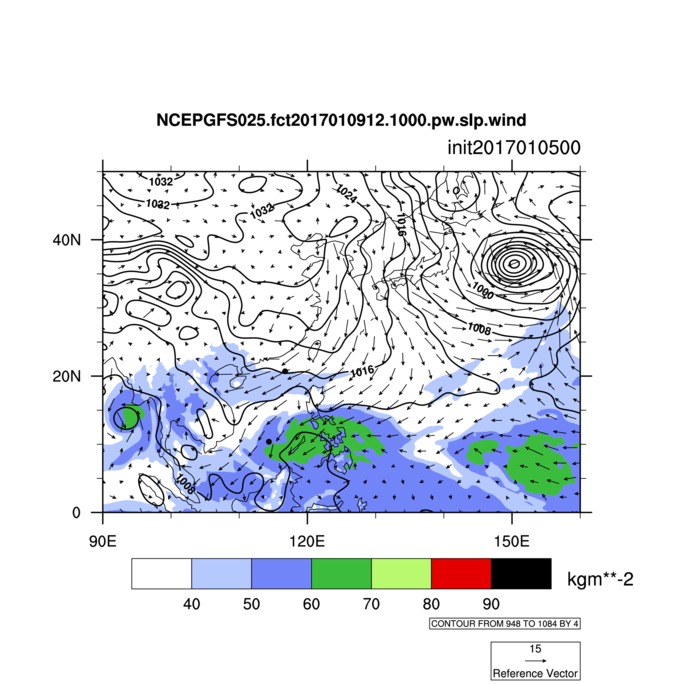 NCEPGFS025.fct2017010912.1000.pw.slp.wind
init2017010500
1032
1032
1032
1024
1016
40N
1000
1008
1016
20N
1008
0
90E 120E 150E
40 50 60 70 80 90
kgm**-2
CONTOUR FROM 948 TO 1084 BY 4
15
Reference Vector